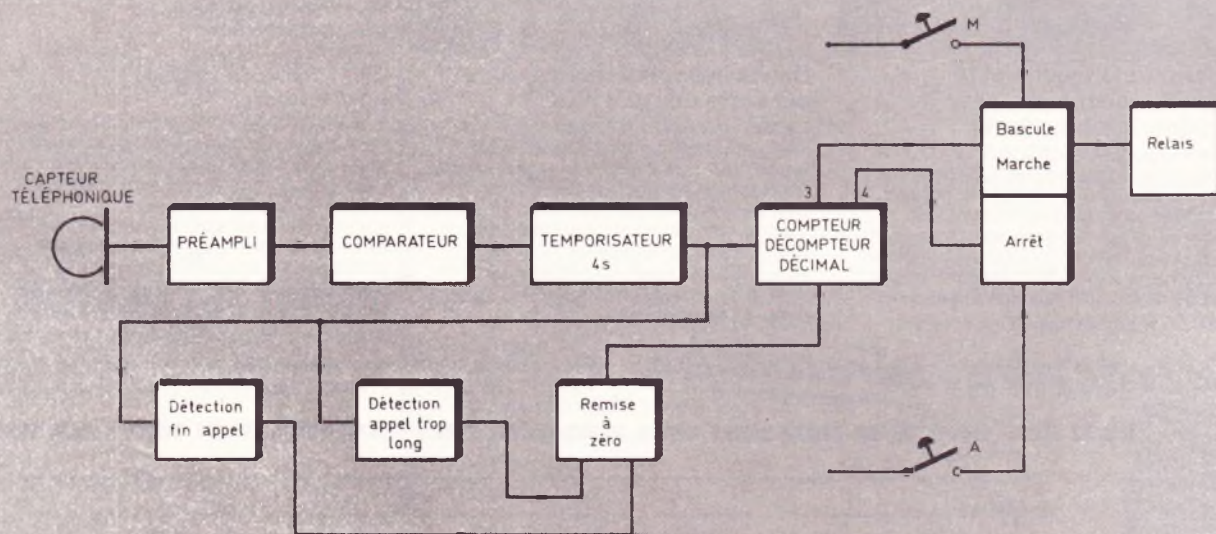 M
CAPTEUR
TÉLÉPHONIQUE
PRÉAMPLI
COMPARATEUR
TEMPORISATEUR
4s
3
4
COMPTEUR
DÉCOMPTEUR
DÉCIMAL
Bascule
Marche
Arrêt
Relais
Détection
fin appel
Détection
appel trop
long
Remise
à
zéro
A